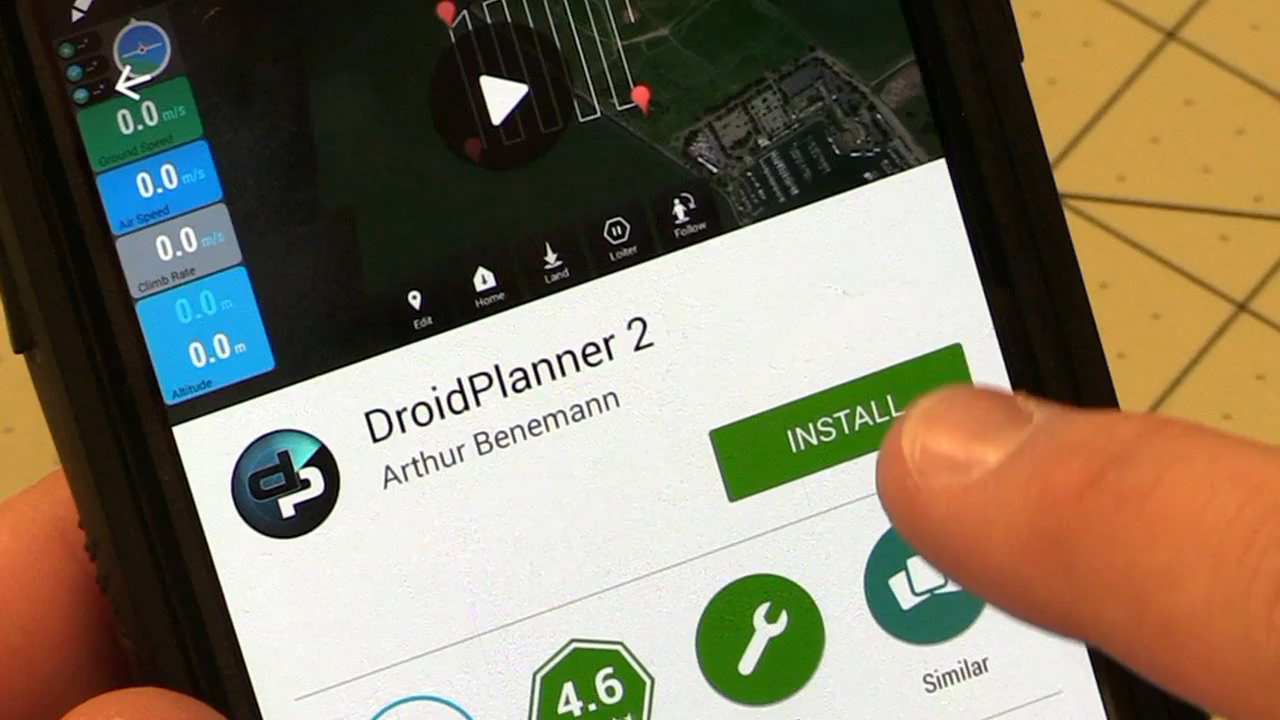 0.0 m/s
Ground Speed
0.0 m/s
Air Speed
0.0 m/s
Climb Rate
0.0 m
0.0 m
Altitude
Edit
Home
Land
Loiter
Follow
DroidPlanner 2
Arthur Benemann
INSTALL
dp
4.6
Similar